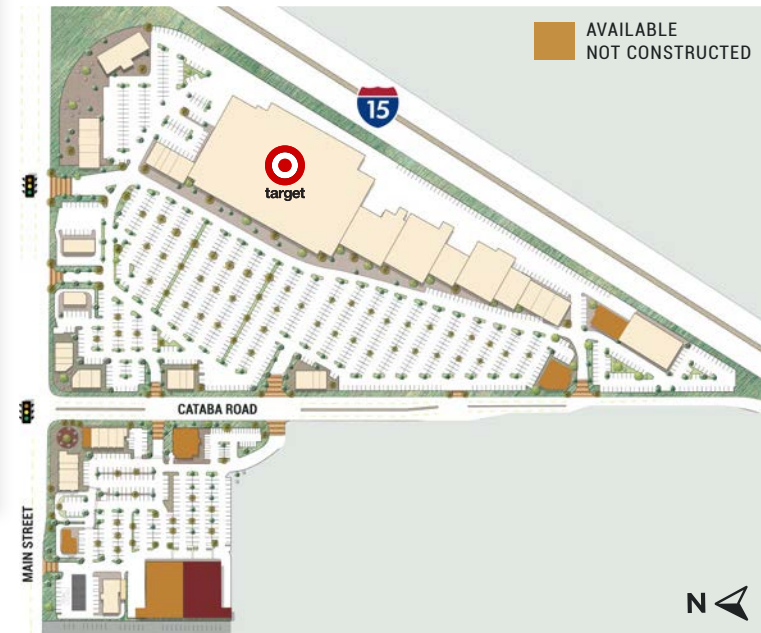 AVAILABLE
NOT CONSTRUCTED
15
target
CATABA ROAD
MAIN STREET
N